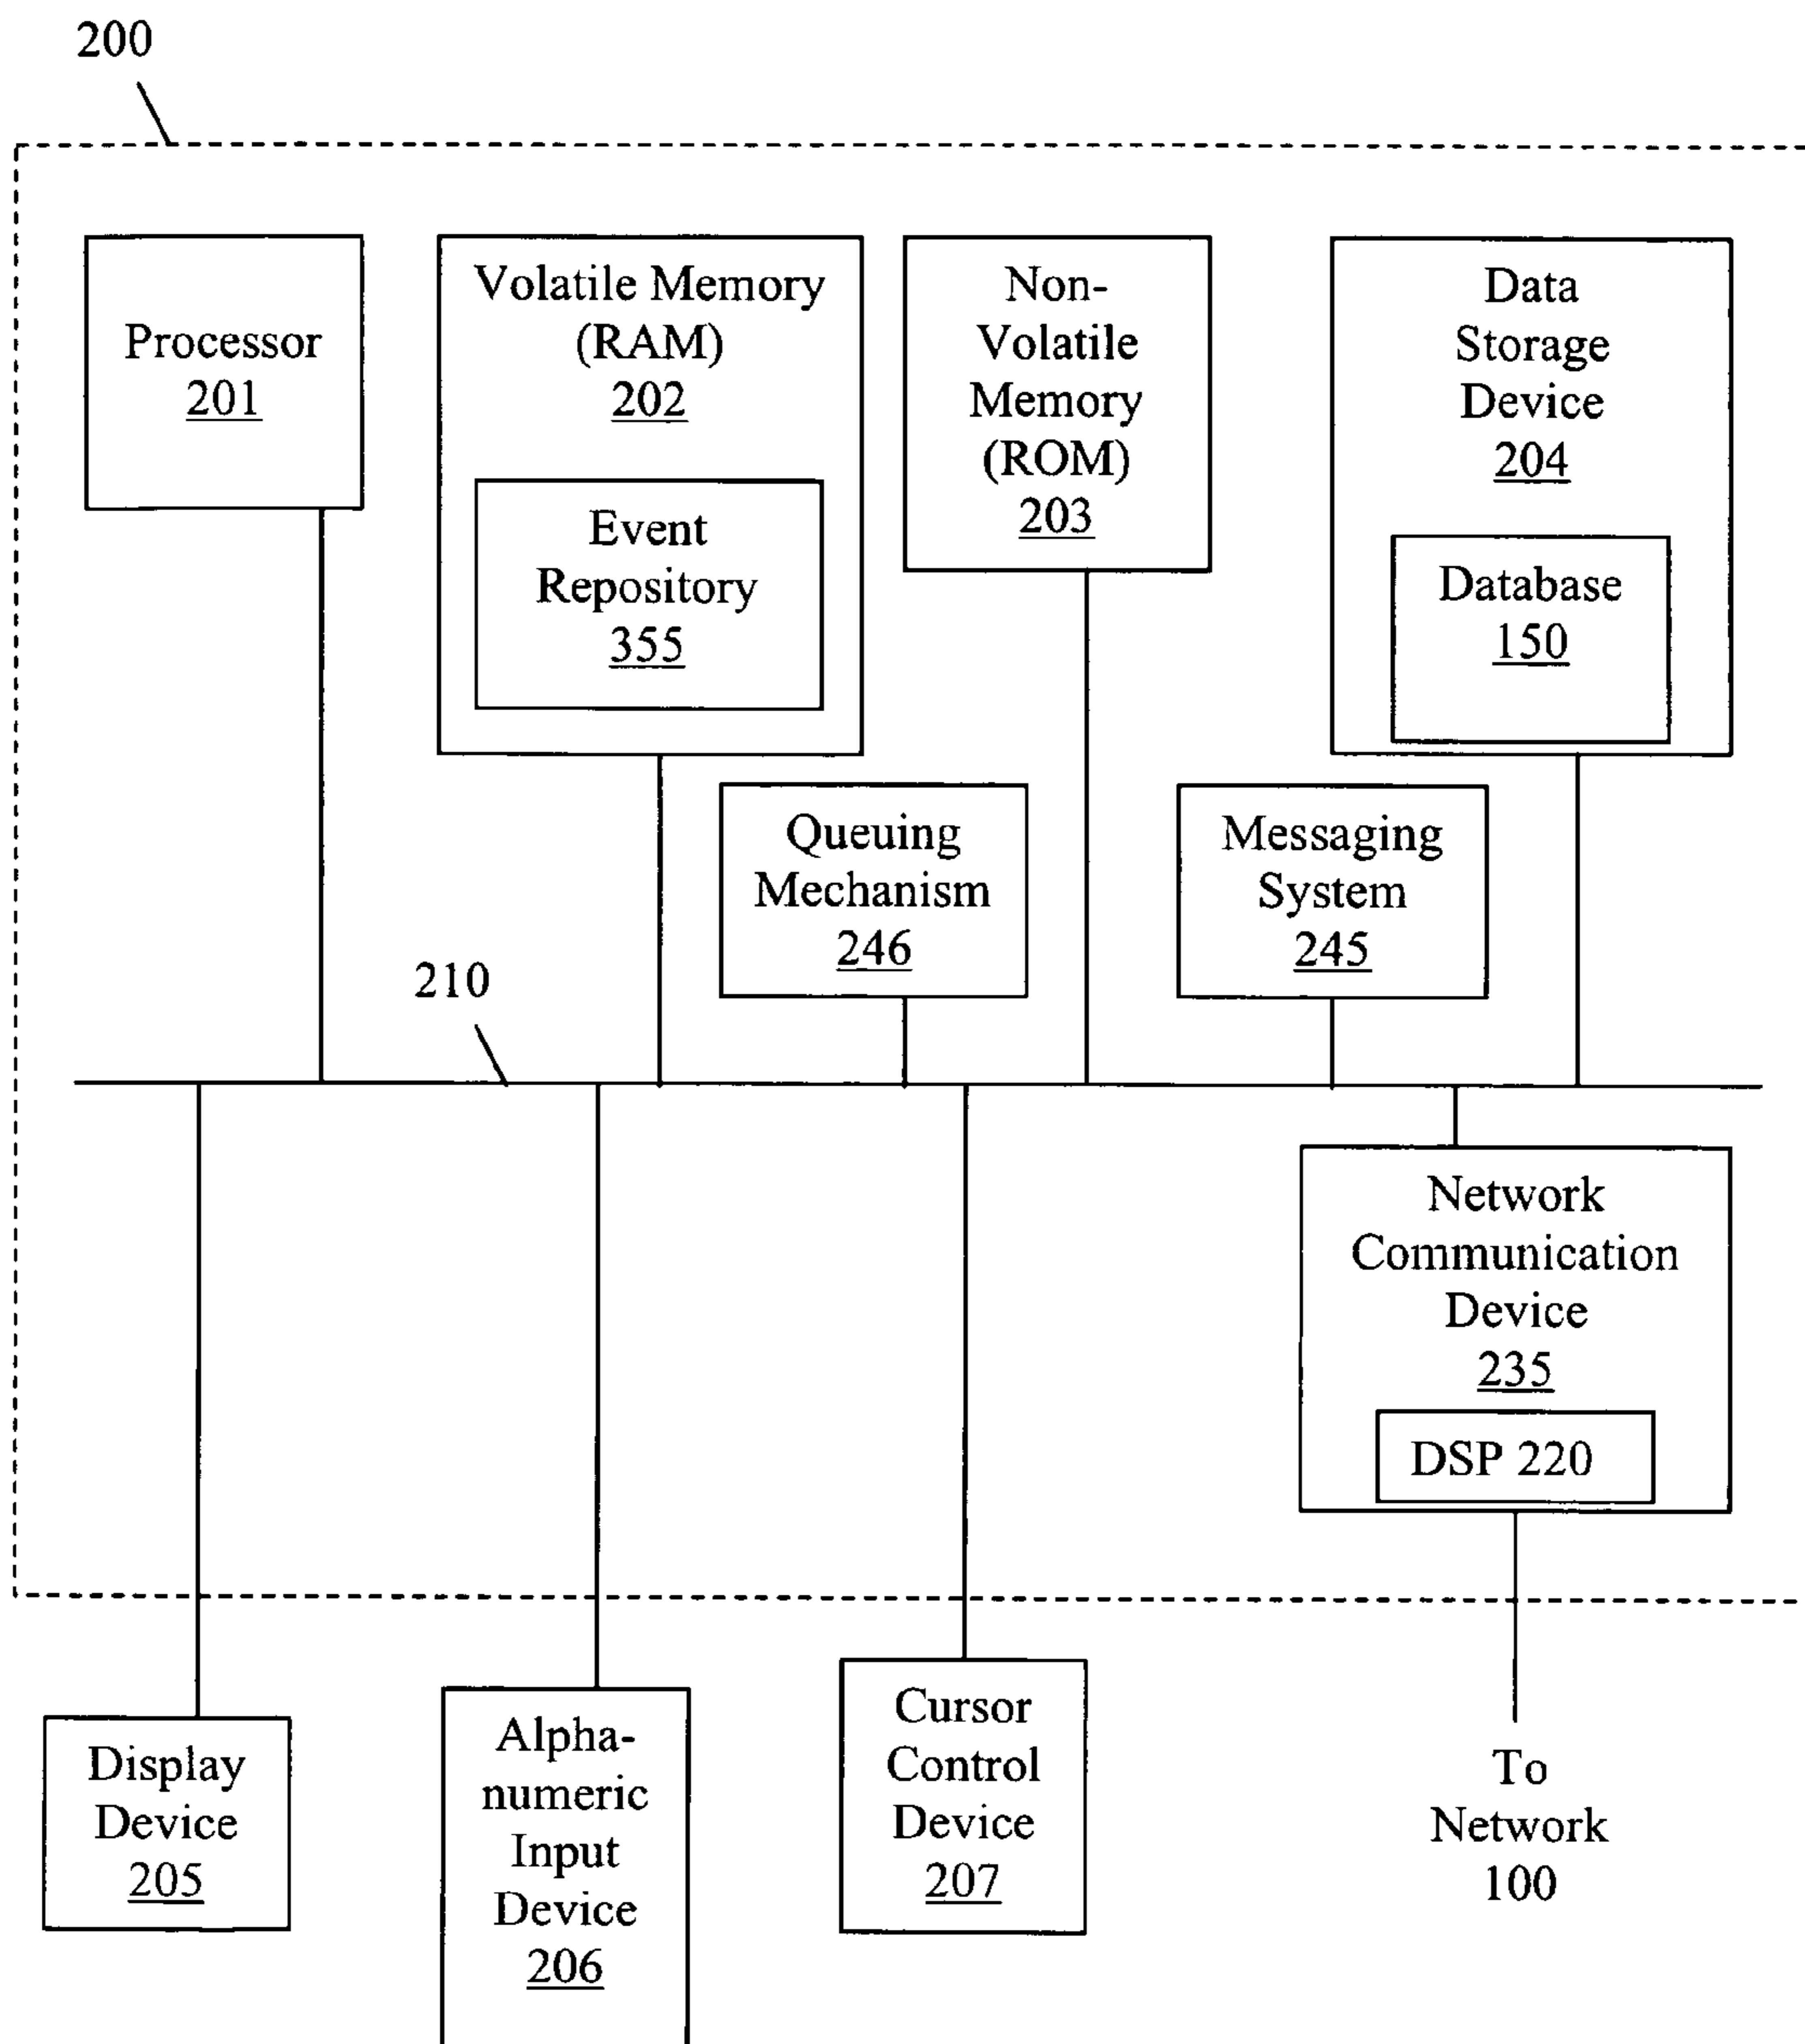 200
Processor
201
Volatile Memory
(RAM)
202
Event
Repository
355
Non-
Volatile
Memory
(ROM)
203
Data
Storage
Device
204
Database
150
Queuing
Mechanism
246
Messaging
System
245
210
Network
Communication
Device
235
DSP 220
Display
Device
205
Alpha-
numeric
Input
Device
206
Cursor
Control
Device
207
To
Network
100